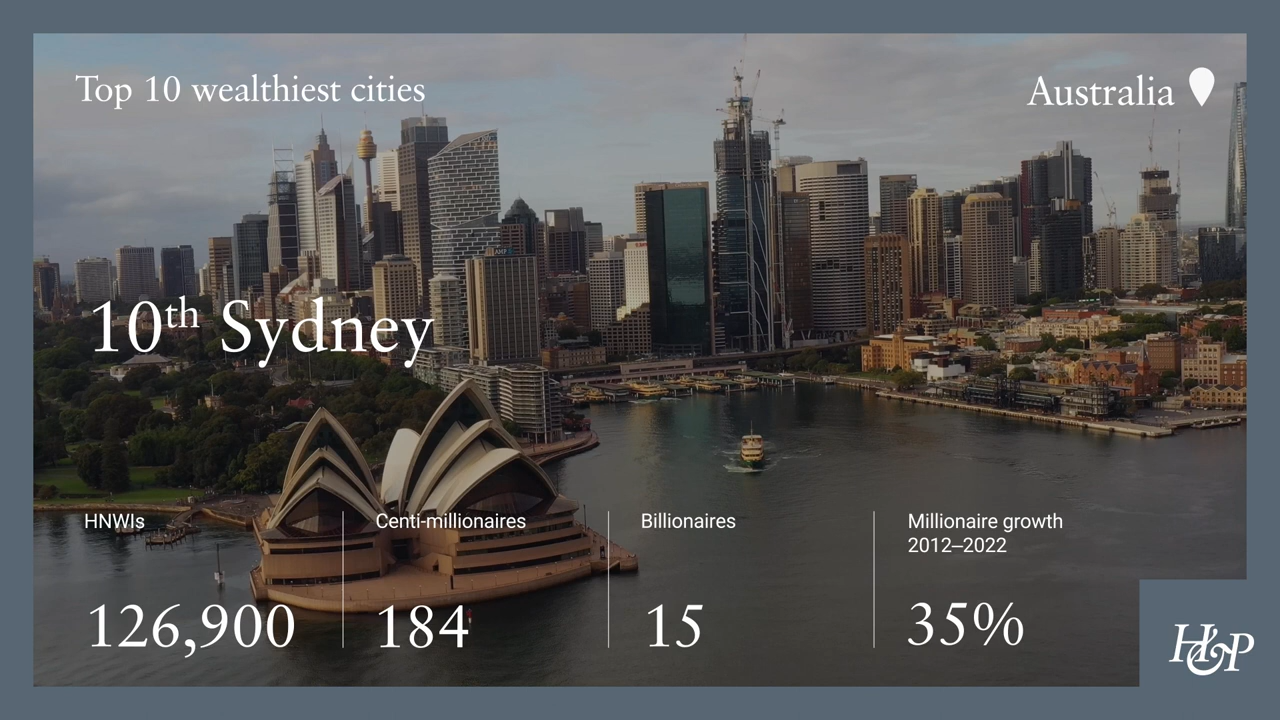 Top 10 wealthiest cities
Australia
10th Sydney
HNWIs
Centi-millionaires
Billionaires
Millionaire growth
2012–2022
126,900
184
15
35%
H&P